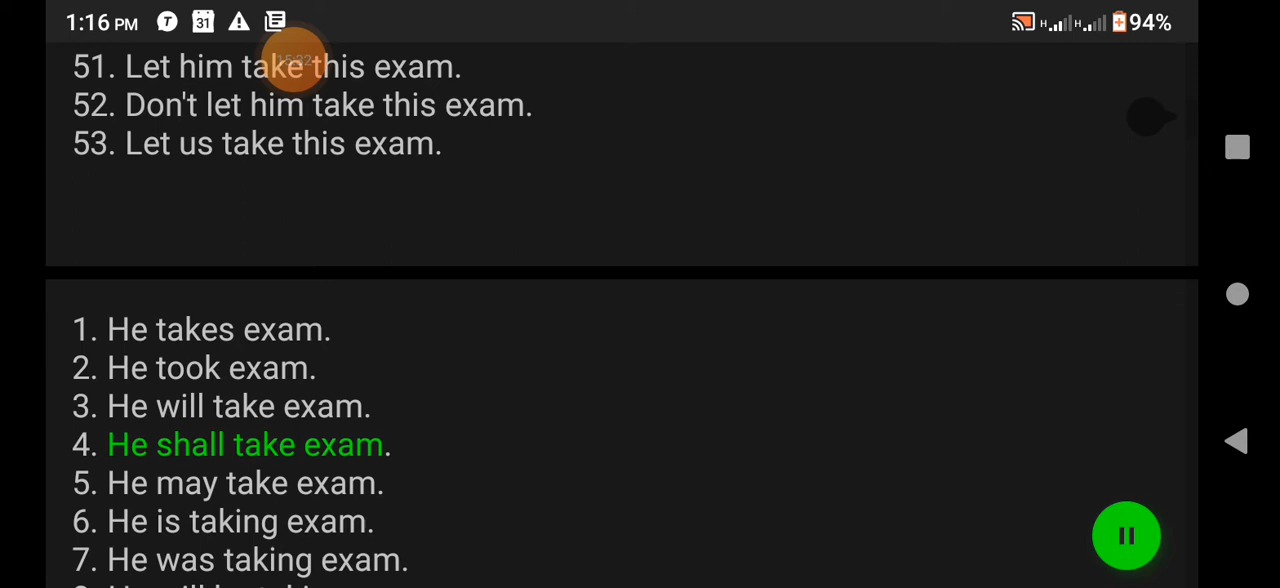 1:16 PM T 31 H H 94%
51. Let him take this exam.
52. Don't let him take this exam.
53. Let us take this exam.
1. He takes exam.
2. He took exam.
3. He will take exam.
4. He shall take exam.
5. He may take exam.
6. He is taking exam.
7. He was taking exam.